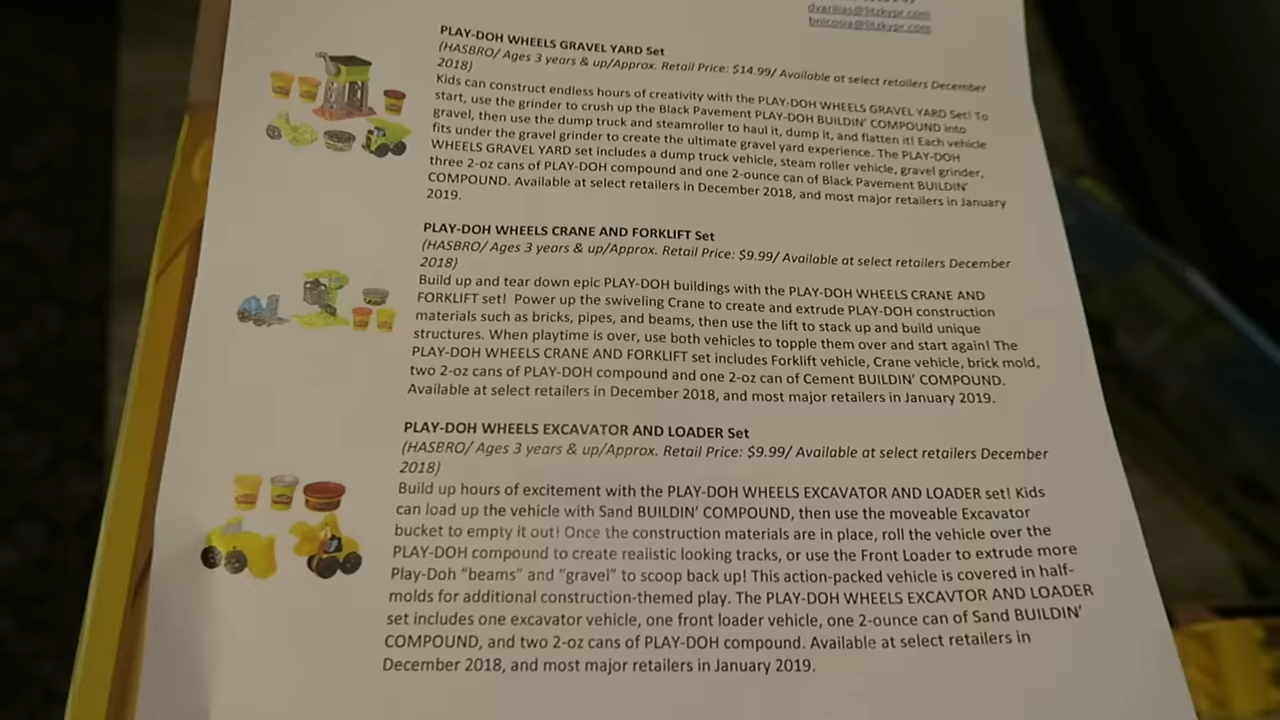 dvarilias@litzkypr.com
bnicosia@litzkypr.com
PLAY-DOH WHEELS GRAVEL YARD Set
(HASBRO/ Ages 3 years & up/Approx. Retail Price: $14.99/ Available at select retailers December
2018)
Kids can construct endless hours of creativity with the PLAY-DOH WHEELS GRAVEL YARD Set! To
start, use the grinder to crush up the Black Pavement PLAY-DOH BUILDIN’ COMPOUND into
gravel, then use the dump truck and steamroller to haul it, dump it, and flatten it! Each vehicle
fits under the gravel grinder to create the ultimate gravel yard experience. The PLAY-DOH
WHEELS GRAVEL YARD set includes a dump truck vehicle, steam roller vehicle, gravel grinder,
three 2-oz cans of PLAY-DOH compound and one 2-ounce can of Black Pavement BUILDIN’
COMPOUND. Available at select retailers in December 2018, and most major retailers in January
2019.
PLAY-DOH WHEELS CRANE AND FORKLIFT Set
(HASBRO/ Ages 3 years & up/Approx. Retail Price: $9.99/ Available at select retailers December
2018)
Build up and tear down epic PLAY-DOH buildings with the PLAY-DOH WHEELS CRANE AND
FORKLIFT set! Power up the swiveling Crane to create and extrude PLAY-DOH construction
materials such as bricks, pipes, and beams, then use the lift to stack up and build unique
structures. When playtime is over, use both vehicles to topple them over and start again! The
PLAY-DOH WHEELS CRANE AND FORKLIFT set includes Forklift vehicle, Crane vehicle, brick mold,
two 2-oz cans of PLAY-DOH compound and one 2-oz can of Cement BUILDIN’ COMPOUND.
Available at select retailers in December 2018, and most major retailers in January 2019.
PLAY-DOH WHEELS EXCAVATOR AND LOADER Set
(HASBRO/ Ages 3 years & up/Approx. Retail Price: $9.99/ Available at select retailers December
2018)
Build up hours of excitement with the PLAY-DOH WHEELS EXCAVATOR AND LOADER set! Kids
can load up the vehicle with Sand BUILDIN’ COMPOUND, then use the moveable Excavator
bucket to empty it out! Once the construction materials are in place, roll the vehicle over the
PLAY-DOH compound to create realistic looking tracks, or use the Front Loader to extrude more
Play-Doh “beams” and “gravel” to scoop back up! This action-packed vehicle is covered in half-
molds for additional construction-themed play. The PLAY-DOH WHEELS EXCAVTOR AND LOADER
set includes one excavator vehicle, one front loader vehicle, one 2-ounce can of Sand BUILDIN’
COMPOUND, and two 2-oz cans of PLAY-DOH compound. Available at select retailers in
December 2018, and most major retailers in January 2019.